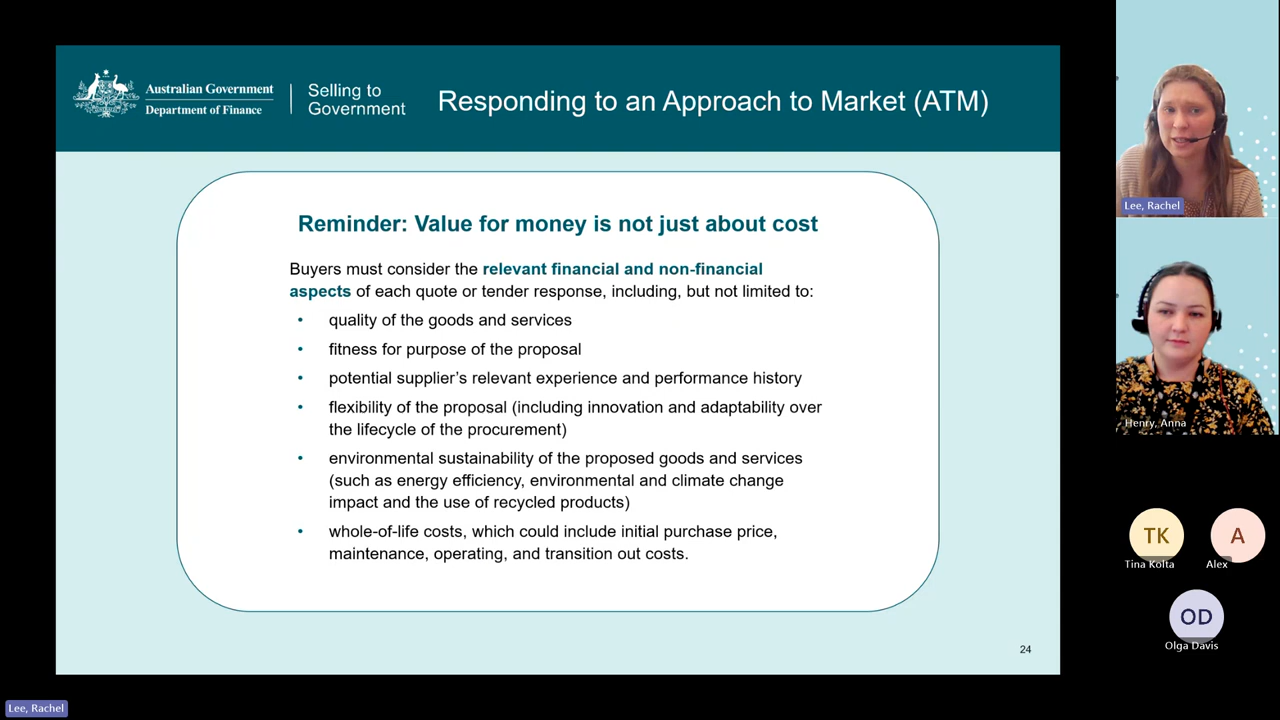 Australian Government
Department of Finance
Selling to
Government
Responding to an Approach to Market (ATM)
Reminder: Value for money is not just about cost
Buyers must consider the relevant financial and non-financial
aspects of each quote or tender response, including, but not limited to:
• quality of the goods and services
• fitness for purpose of the proposal
• potential supplier’s relevant experience and performance history
• flexibility of the proposal (including innovation and adaptability over
the lifecycle of the procurement)
• environmental sustainability of the proposed goods and services
(such as energy efficiency, environmental and climate change
impact and the use of recycled products)
• whole-of-life costs, which could include initial purchase price,
maintenance, operating, and transition out costs.
24
Lee, Rachel
Lee, Rachel
Henry, Anna
TK
Tina Kolta
A
Alex
OD
Olga Davis